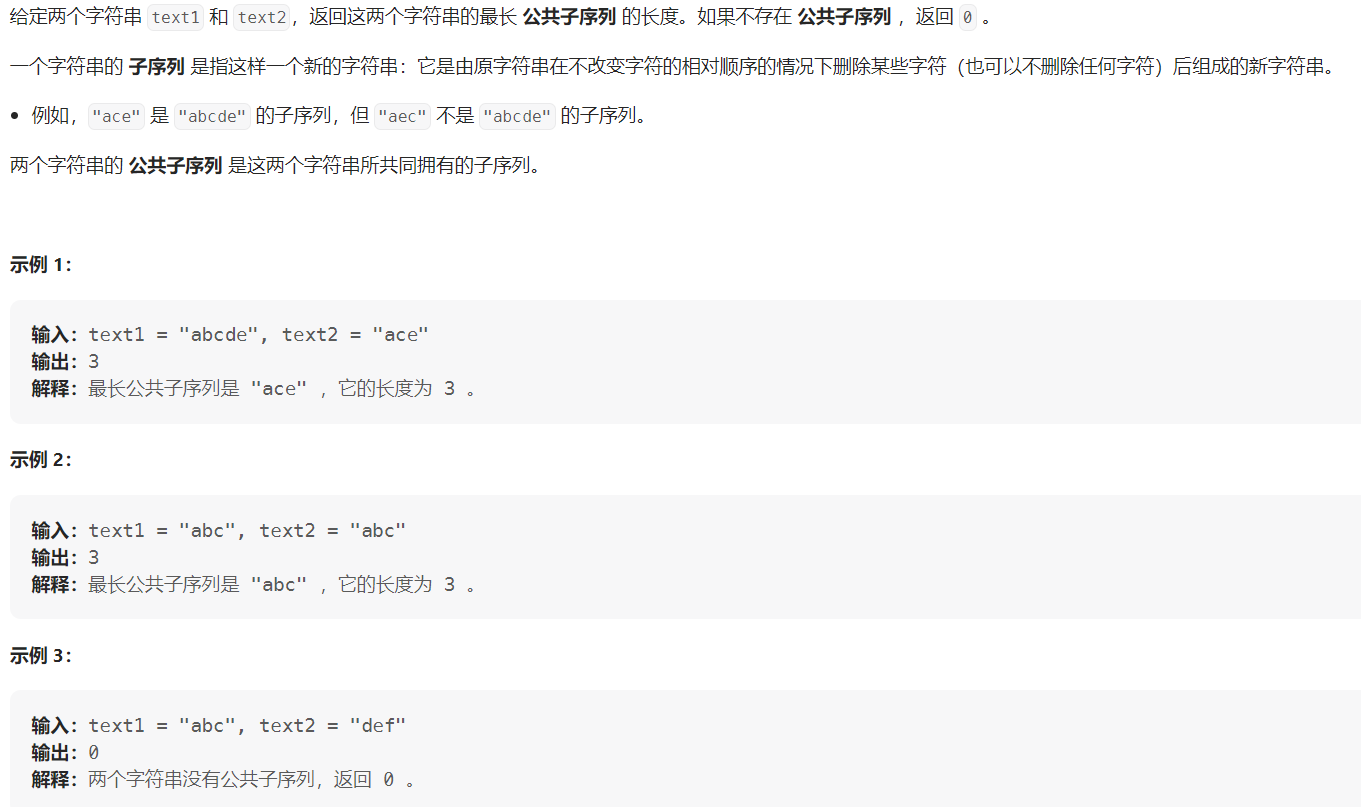 给定两个字符串 text1 和 text2，返回这两个字符串的最长 公共子序列 的长度。如果不存在 公共子序列 ，返回 0 。
一个字符串的 子序列 是指这样一个新的字符串：它是由原字符串在不改变字符的相对顺序的情况下删除某些字符（也可以不删除任何字符）后组成的新字符串。
• 例如，"ace" 是 "abcde" 的子序列，但 "aec" 不是 "abcde" 的子序列。
两个字符串的 公共子序列 是这两个字符串所共同拥有的子序列。
示例 1：
输入：text1 = "abcde", text2 = "ace"
输出：3
解释：最长公共子序列是 "ace" ，它的长度为 3 。
示例 2：
输入：text1 = "abc", text2 = "abc"
输出：3
解释：最长公共子序列是 "abc" ，它的长度为 3 。
示例 3：
输入：text1 = "abc", text2 = "def"
输出：0
解释：两个字符串没有公共子序列，返回 0 。